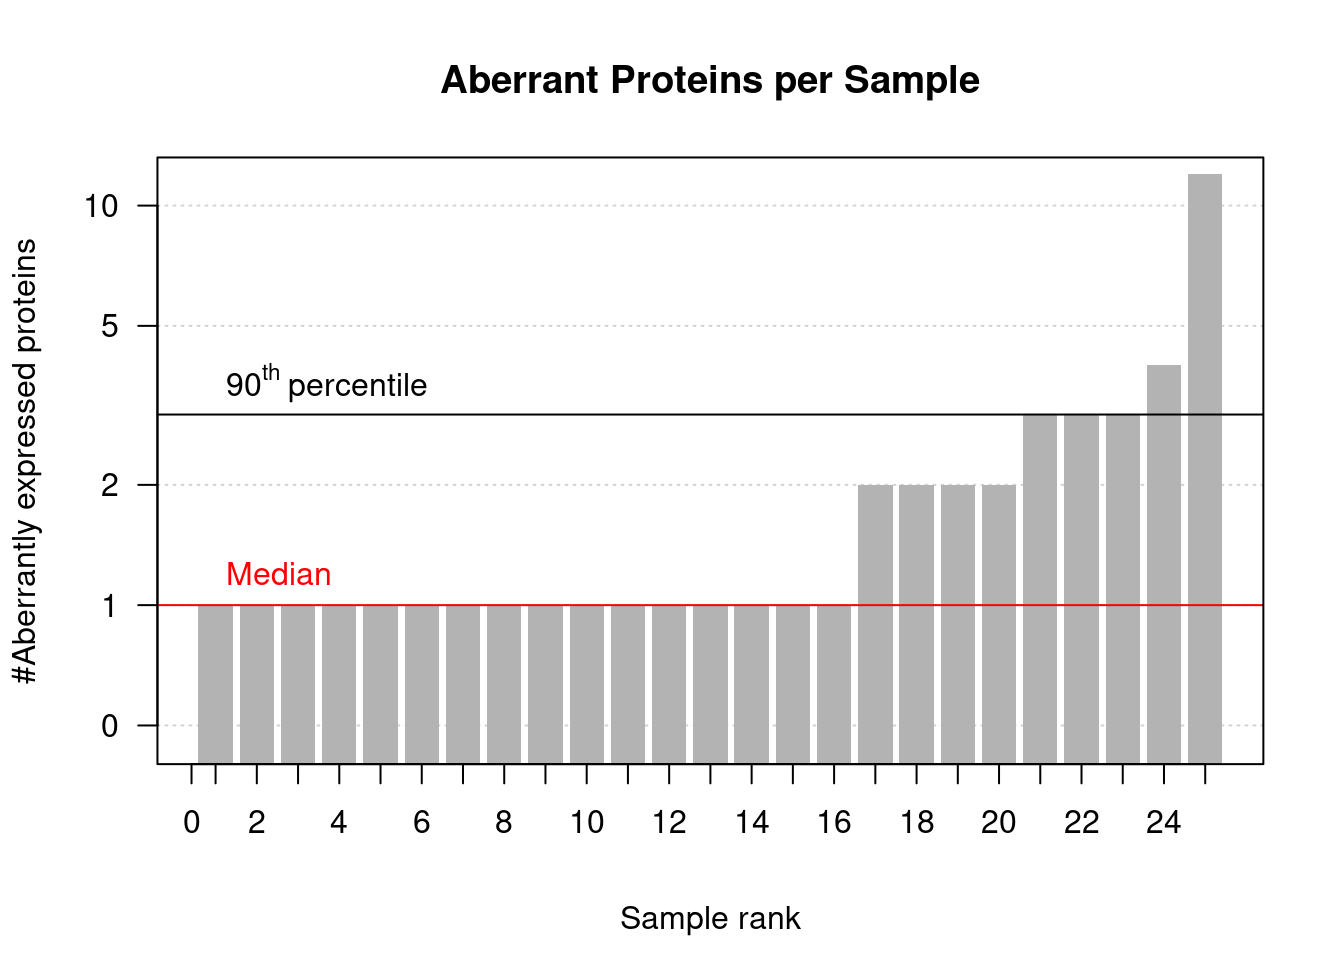 Aberrant Proteins per Sample
#Aberrantly expressed proteins
10
5
90th percentile
2
Median
1
0
0 2 4 6 8 10 12 14 16 18 20 22 24
Sample rank